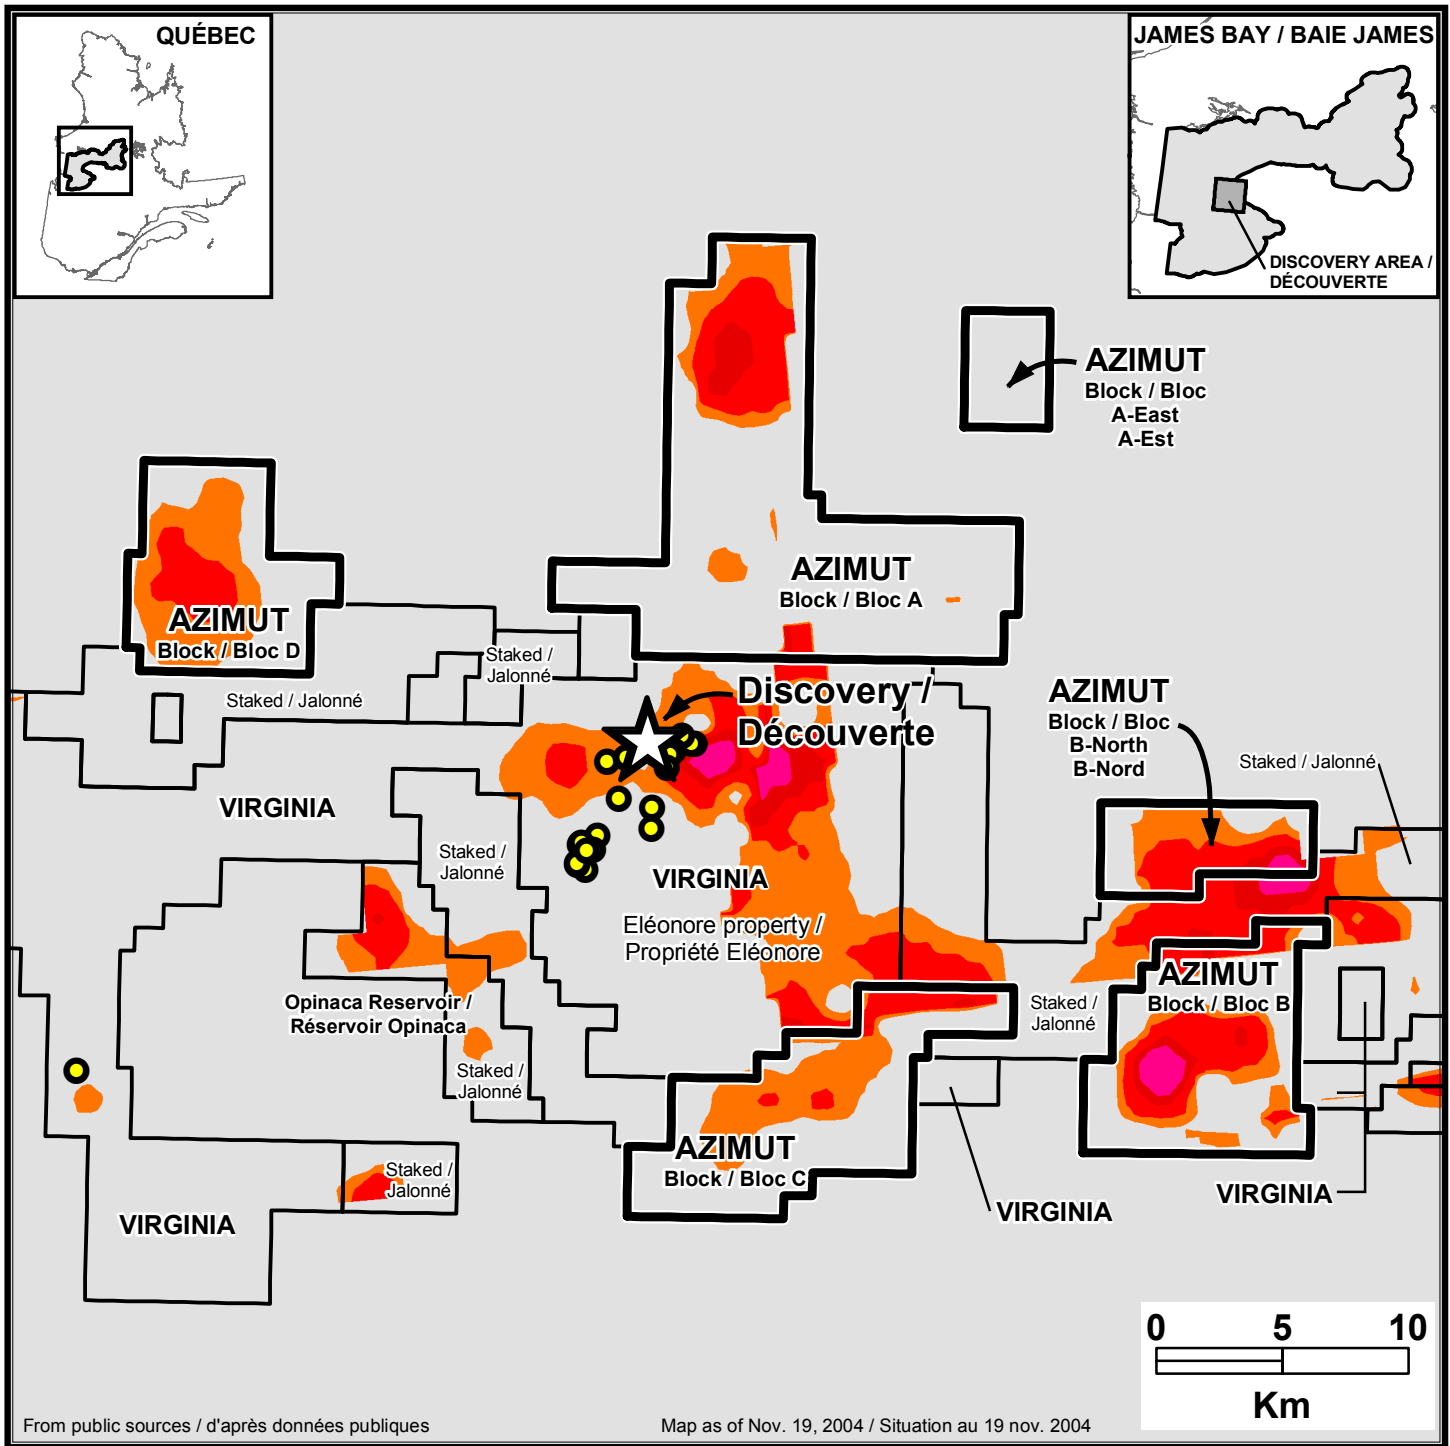 QUÉBEC
JAMES BAY / BAIE JAMES
DISCOVERY AREA /
DÉCOUVERTE
AZIMUT
Block / Bloc
A-East
A-Est
AZIMUT
Block / Bloc A
AZIMUT
Block / Bloc D
Staked /
Jalonné
Staked / Jalonné
Discovery /
Découverte
AZIMUT
Block / Bloc
B-North
B-Nord
Staked / Jalonné
VIRGINIA
Staked /
Jalonné
VIRGINIA
Eléonore property /
Propriété Eléonore
AZIMUT
Block / Bloc B
Opinaca Reservoir /
Réservoir Opinaca
Staked /
Jalonné
Staked /
Jalonné
AZIMUT
Block / Bloc C
Staked /
Jalonné
VIRGINIA
VIRGINIA
VIRGINIA
0 5 10
Km
From public sources / d'après données publiques
Map as of Nov. 19, 2004 / Situation au 19 nov. 2004